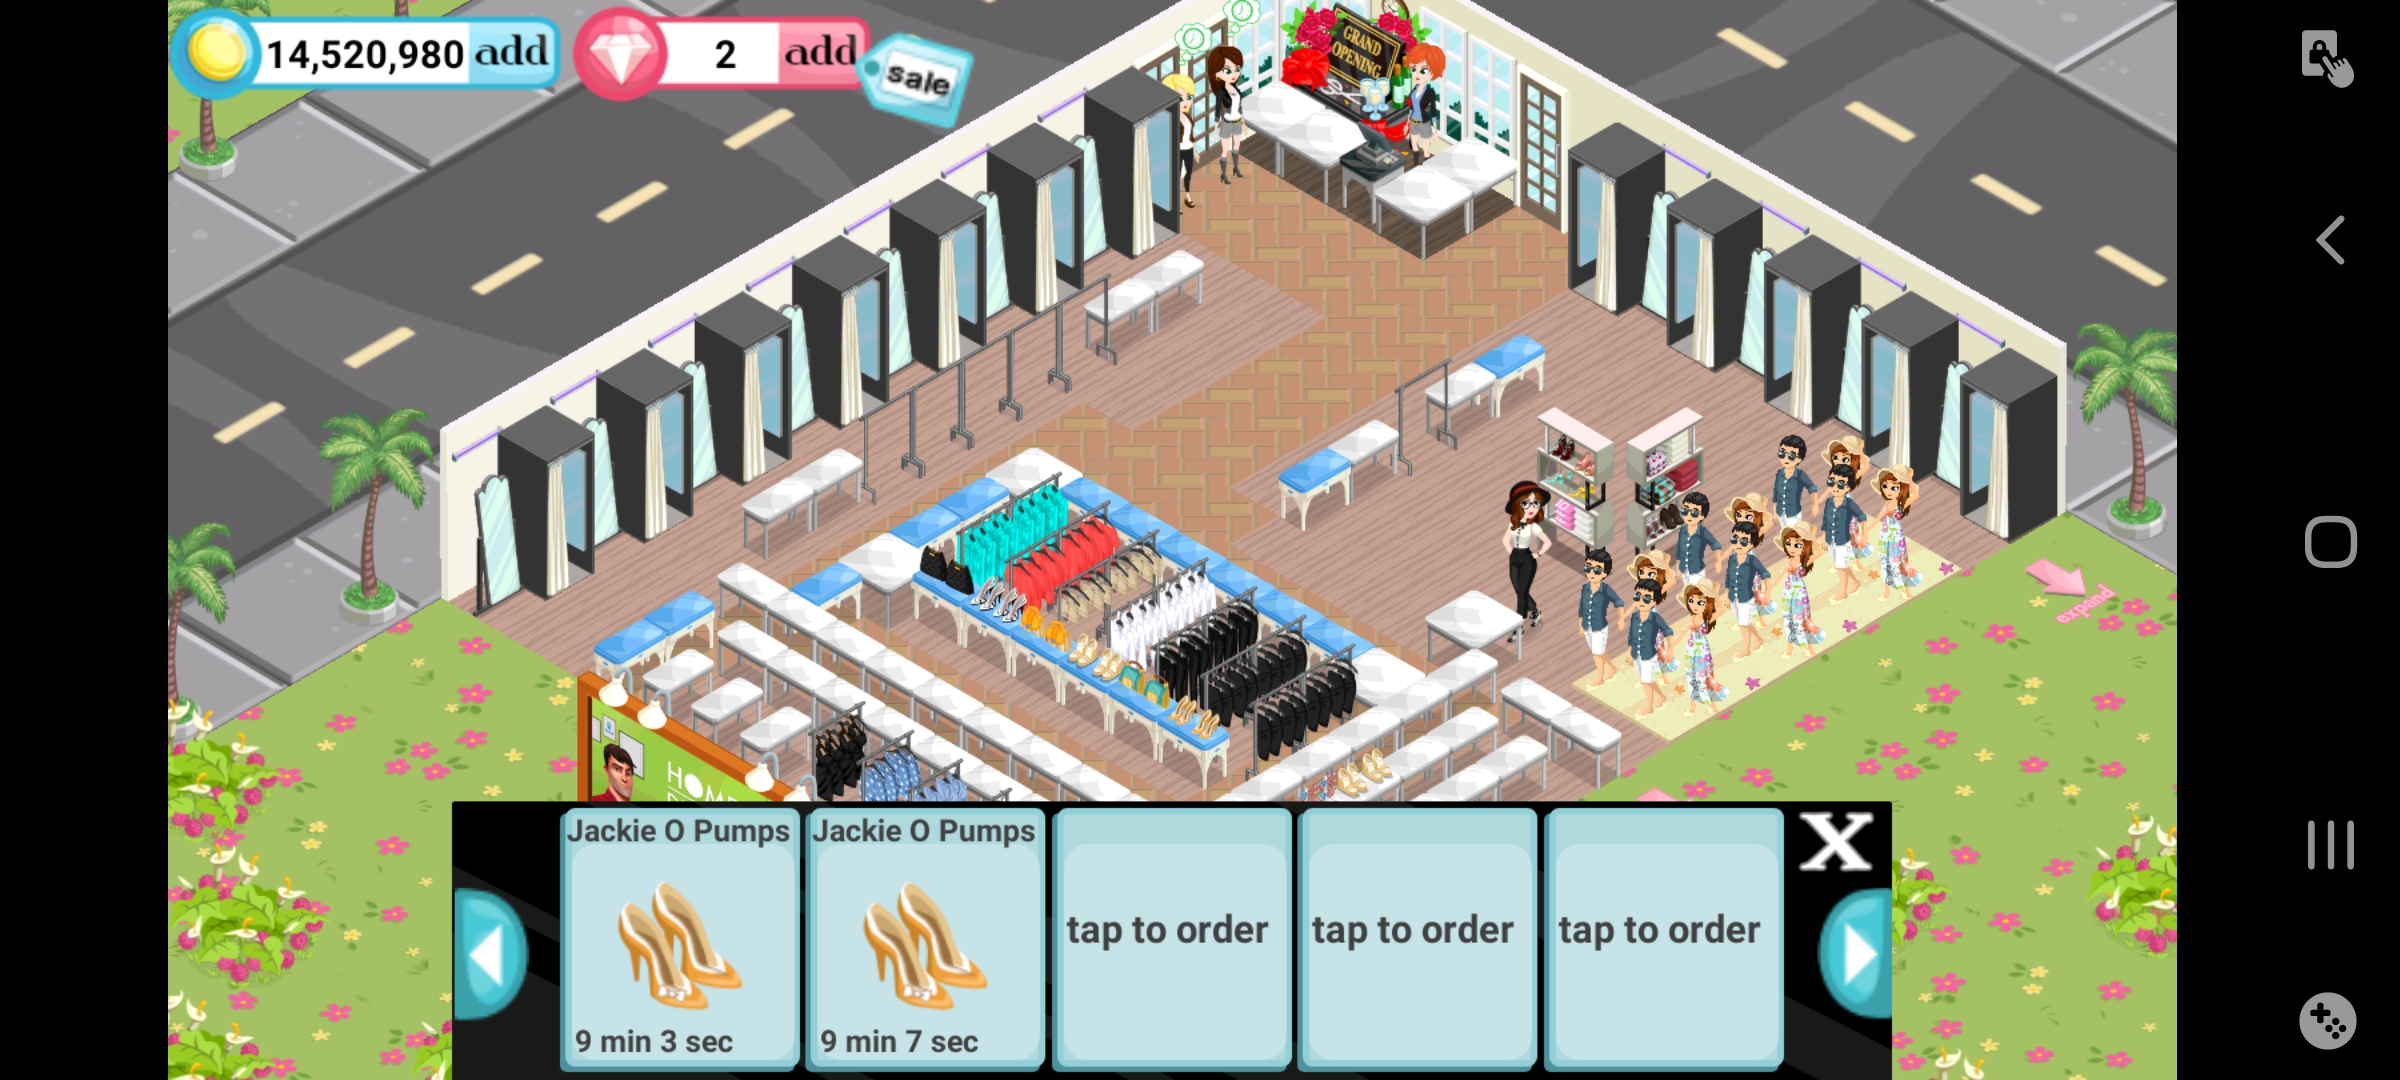 14,520,980 add
2 add
sale
GRAND
OPENING
expand
HOME
Jackie O Pumps
9 min 3 sec
Jackie O Pumps
9 min 7 sec
tap to order
tap to order
tap to order
X